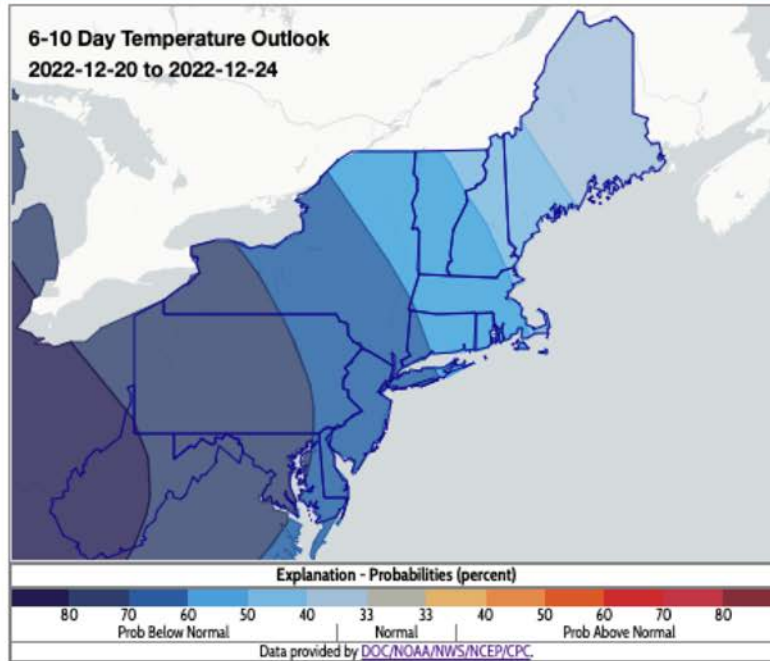 6-10 Day Temperature Outlook
2022-12-20 to 2022-12-24
Explanation - Probabilities (percent)
80 70 60 50 40 33 33 40 50 60 70 80
Prob Below Normal | Normal | Prob Above Normal
Data provided by DOC/NOAA/NWS/NCEP/CPC.